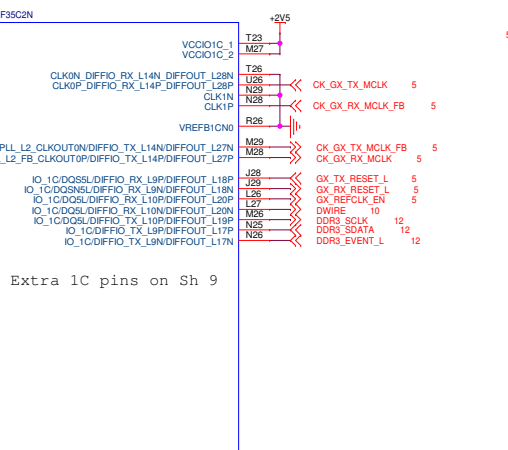 F35C2N
+2V5
VCCIO1C_1 T23
VCCIO1C_2 M27
CLK0N_DIFFIO_RX_L14N_DIFFOUT_L28N T26
CLK0P_DIFFIO_RX_L14P_DIFFOUT_L28P U26 CK_GX_TX_MCLK 5
CLK1N N29
CLK1P N28 CK_GX_RX_MCLK_FB 5
VREFB1CN0 R26
PLL_L2_CLKOUT0N/DIFFIO_TX_L14N/DIFFOUT_L27N M29 CK_GX_TX_MCLK_FB 5
_L2_FB_CLKOUT0P/DIFFIO_TX_L14P/DIFFOUT_L27P M28 CK_GX_RX_MCLK 5
IO_1C/DQS5L/DIFFIO_RX_L9P/DIFFOUT_L18P J28 GX_TX_RESET_L 5
IO_1C/DQSN5L/DIFFIO_RX_L9N/DIFFOUT_L18N J29 GX_RX_RESET_L 5
IO_1C/DQ5L/DIFFIO_RX_L10P/DIFFOUT_L20P L26 GX_REFCLK_EN 5
IO_1C/DQ5L/DIFFIO_RX_L10N/DIFFOUT_L20N L27 DWIRE 10
IO_1C/DQ5L/DIFFIO_TX_L10P/DIFFOUT_L19P M26 DDR3_SCLK 12
IO_1C/DIFFIO_TX_L9P/DIFFOUT_L17P N25 DDR3_SDATA 12
IO_1C/DIFFIO_TX_L9N/DIFFOUT_L17N N26 DDR3_EVENT_L 12
Extra 1C pins on Sh 9